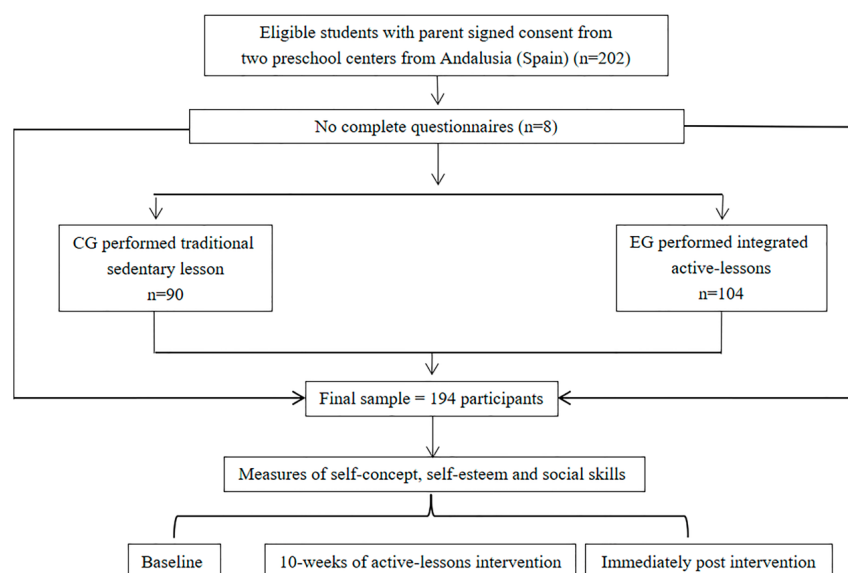 Eligible students with parent signed consent from
two preschool centers from Andalusia (Spain) (n=202)
No complete questionnaires (n=8)
CG performed traditional
sedentary lesson
n=90
EG performed integrated
active-lessons
n=104
Final sample = 194 participants
Measures of self-concept, self-esteem and social skills
Baseline
10-weeks of active-lessons intervention
Immediately post intervention